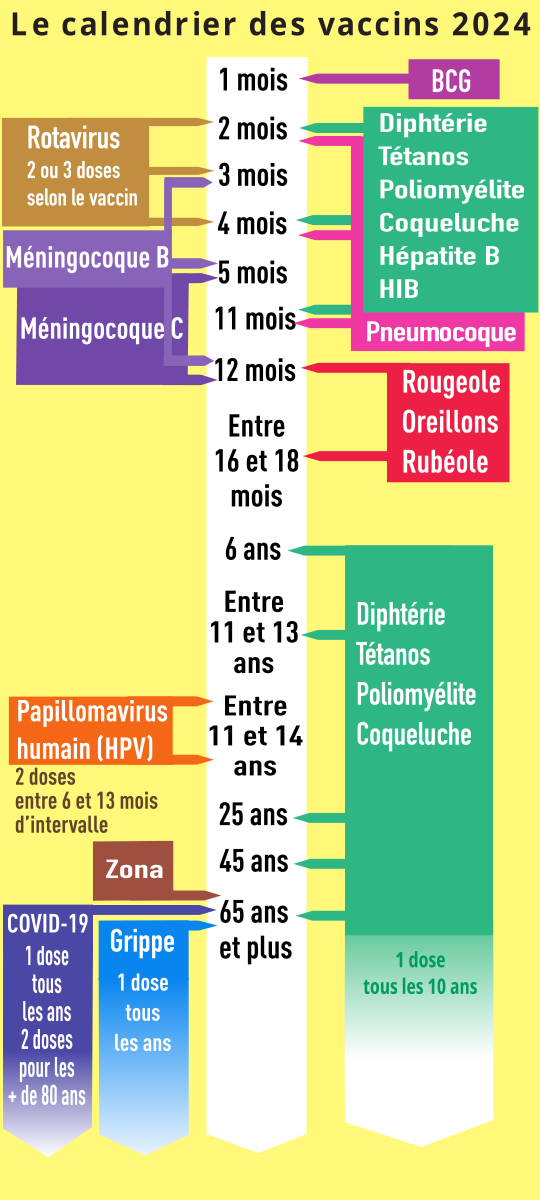 Le calendrier des vaccins 2024
1 mois
BCG
2 mois
Rotavirus
2 ou 3 doses
selon le vaccin
Diphtérie
Tétanos
Poliomyélite
Coqueluche
Hépatite B
HIB
3 mois
4 mois
Méningocoque B
5 mois
Méningocoque C
11 mois
Pneumocoque
12 mois
Rougeole
Oreillons
Rubéole
Entre
16 et 18
mois
6 ans
Entre
11 et 13
ans
Diphtérie
Tétanos
Poliomyélite
Coqueluche
Papillomavirus
humain (HPV)
2 doses
entre 6 et 13 mois
d’intervalle
Entre
11 et 14
ans
25 ans
45 ans
Zona
65 ans
et plus
COVID-19
1 dose
tous
les ans
2 doses
pour les
+ de 80 ans
Grippe
1 dose
tous
les ans
1 dose
tous les 10 ans